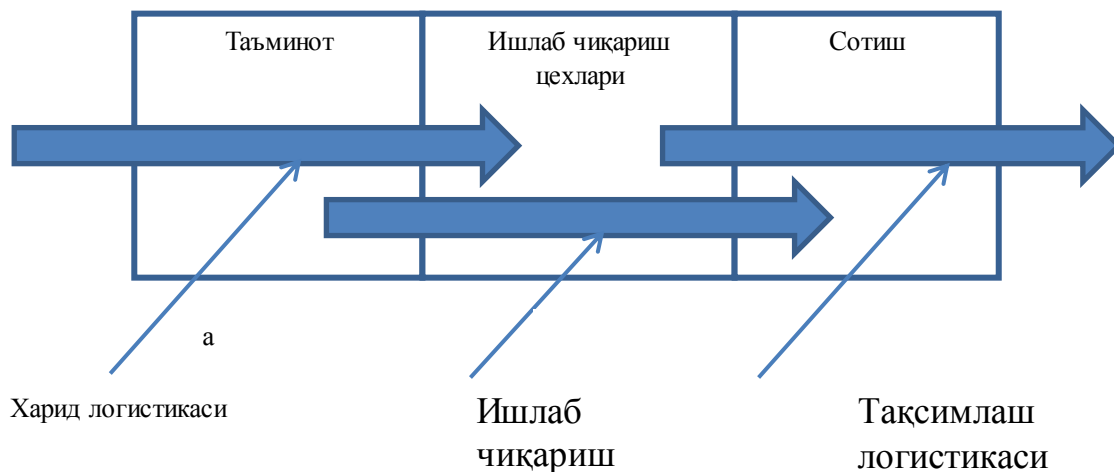 Таъминот
Ишлаб чиқариш
цехлари
Сотиш
а
Харид логистикаси
Ишлаб
чиқариш
Тақсимлаш
логистикаси